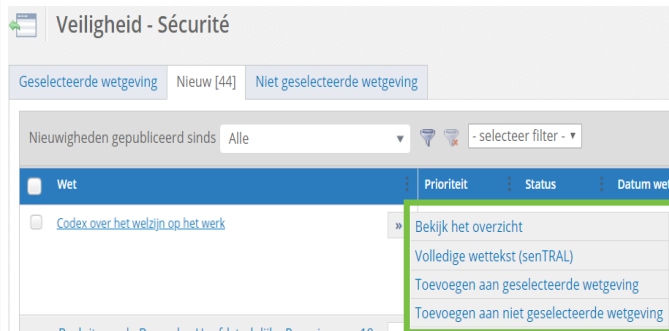 Veiligheid - Sécurité
Geselecteerde wetgeving Nieuw [44] Niet geselecteerde wetgeving
Nieuwigheden gepubliceerd sinds Alle - selecteer filter -
Wet Prioriteit Status Datum wet
Codex over het welzijn op het werk » Bekijk het overzicht
Volledige wettekst (senTRAL)
Toevoegen aan geselecteerde wetgeving
Toevoegen aan niet geselecteerde wetgeving